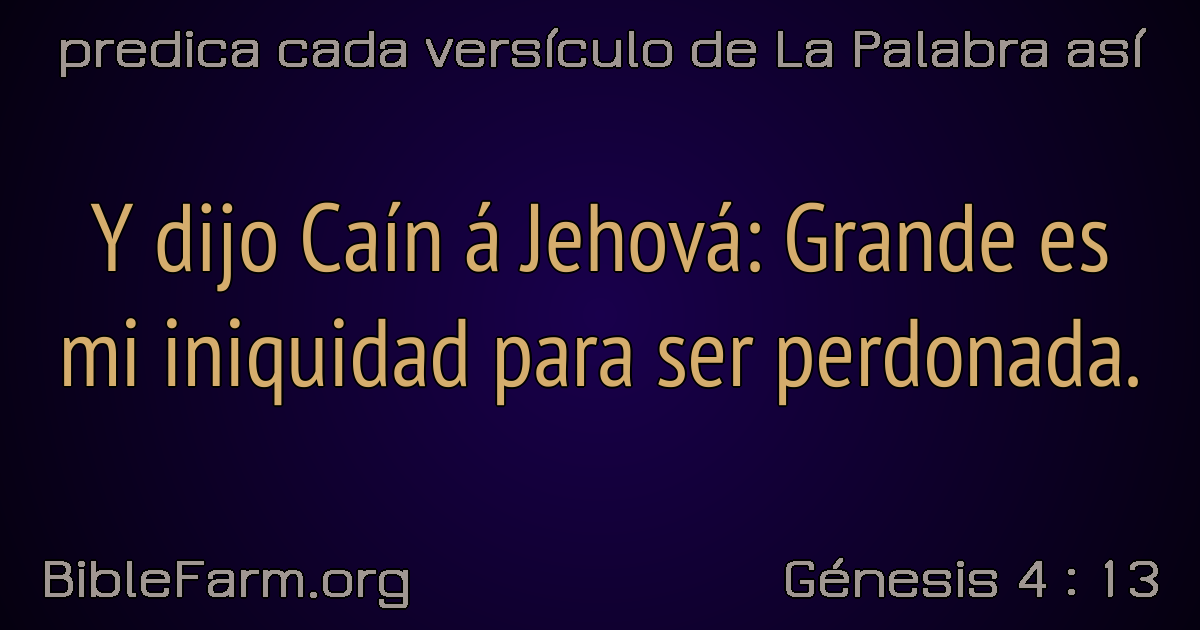 predica cada versículo de La Palabra así
Y dijo Caín á Jehová: Grande es
mi iniquidad para ser perdonada.
BibleFarm.org
Génesis 4 : 13